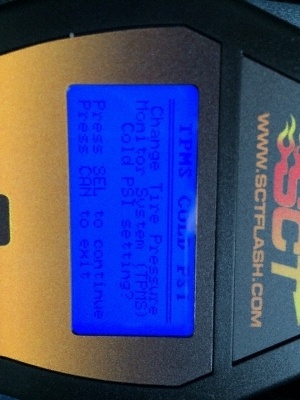 TPMS COLD PSI
Change Tire Pressure
Monitor System (TPMS)
Cold PSI setting?
Press SEL to continue
Press CAN to exit
SCT
WWW.SCTFLASH.COM